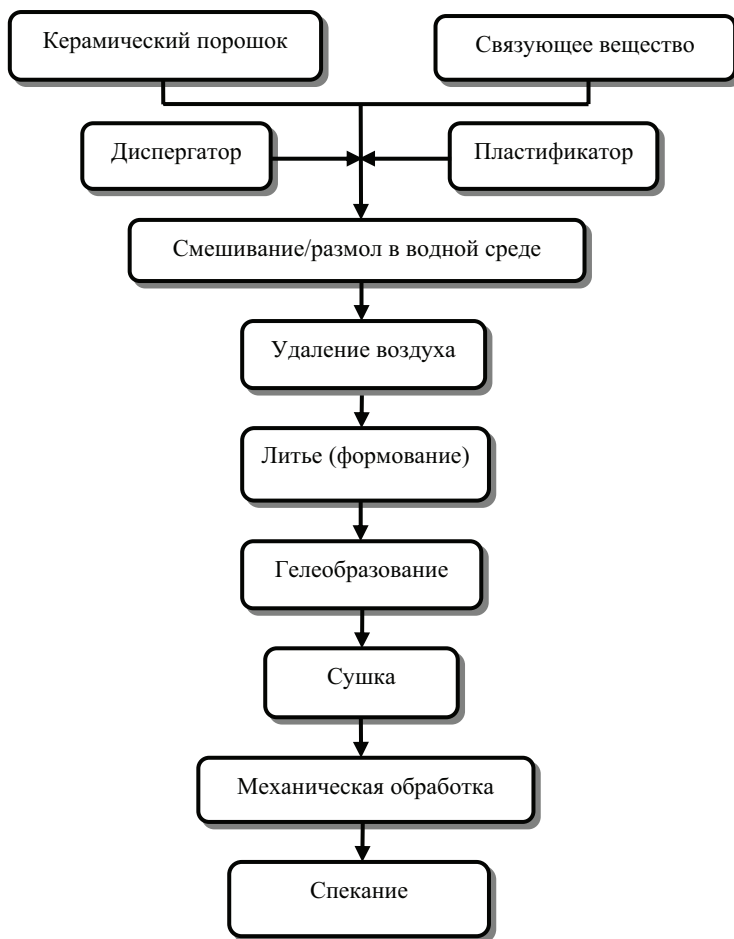 Керамический порошок
Связующее вещество
Диспергатор
Пластификатор
Смешивание/размол в водной среде
Удаление воздуха
Литье (формование)
Гелеобразование
Сушка
Механическая обработка
Спекание